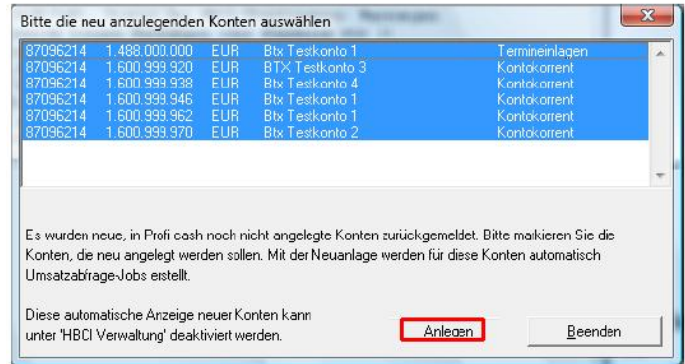 Bitte die neu anzulegenden Konten auswählen
87096214 1.488.000.000 EUR Btx Testkonto 1 Termineinlagen
87096214 1.600.999.920 EUR BTX Testkonto 3 Kontokorrent
87096214 1.600.999.938 EUR Btx Testkonto 4 Kontokorrent
87096214 1.600.999.946 EUR Btx Testkonto 1 Kontokorrent
87096214 1.600.999.962 EUR Btx Testkonto 1 Kontokorrent
87096214 1.600.999.970 EUR Btx Testkonto 2 Kontokorrent
Es wurden neue, in Profi cash noch nicht angelegte Konten zurückgemeldet. Bitte markieren Sie die
Konten, die neu angelegt werden sollen. Mit der Neuanlage werden für diese Konten automatisch
Umsatzabfrage-Jobs erstellt.
Diese automatische Anzeige neuer Konten kann
unter 'HBCI Verwaltung' deaktiviert werden.
Anlegen Beenden